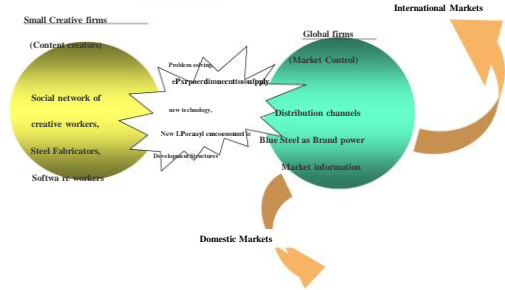 International Markets
Small Creative firms
Global firms
(Content creators)
(Market Control)
Problem solving,
Social network of
new technology,
Distribution channels
creative workers,
Blue Steel as Brand power
Steel Fabricators,
Development Structures
Market information
Softwa re workers
Domestic Markets